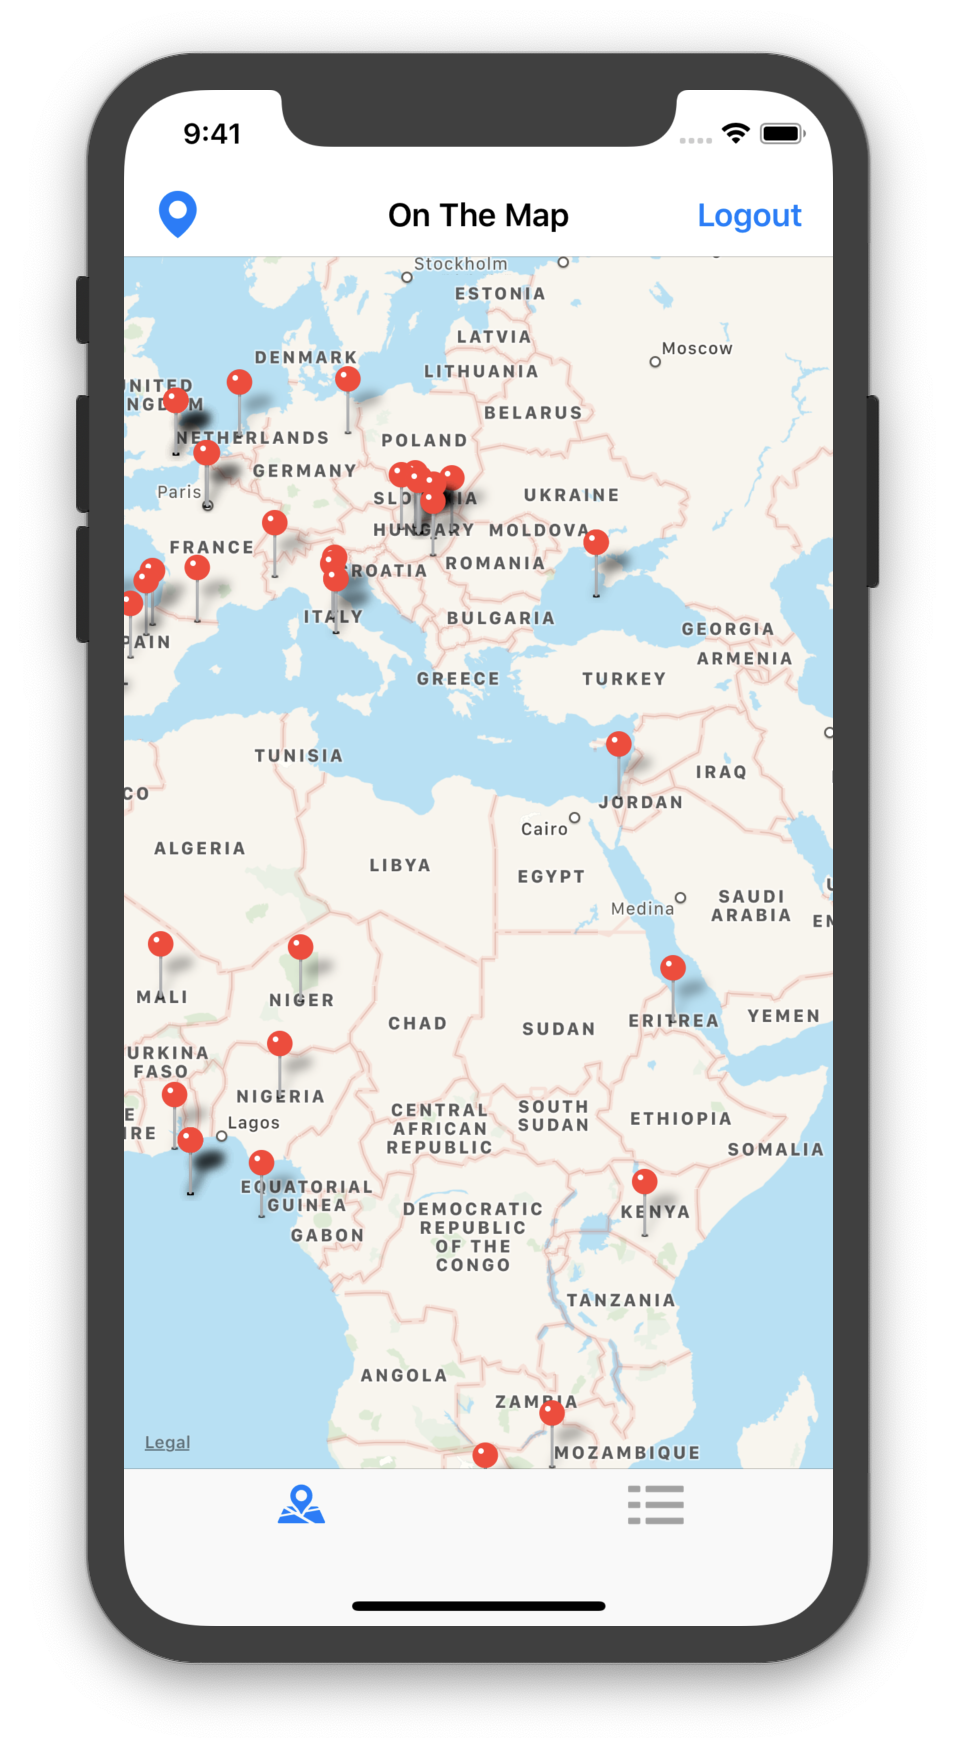 9:41
On The Map
Logout
Stockholm
ESTONIA
LATVIA
Moscow
DENMARK
LITHUANIA
NITED
NGD M
BELARUS
NETHERLANDS
POLAND
GERMANY
Paris
SLO IA
UKRAINE
HUNGARY
MOLDOVA
FRANCE
ROATIA
ROMANIA
ITALY
BULGARIA
GEORGIA
PAIN
ARMENIA
GREECE
TURKEY
TUNISIA
IRAQ
CO
JORDAN
Cairo
ALGERIA
LIBYA
EGYPT
SAUDI
ARABIA
Medina
U
EN
MALI
NIGER
CHAD
SUDAN
ERITREA
YEMEN
URKINA
FASO
NIGERIA
CENTRAL
AFRICAN
REPUBLIC
SOUTH
SUDAN
ETHIOPIA
E
IRE
Lagos
SOMALIA
EQUATORIAL
GUINEA
DEMOCRATIC
REPUBLIC
OF THE
CONGO
KENYA
GABON
TANZANIA
ANGOLA
ZAMBIA
Legal
MOZAMBIQUE